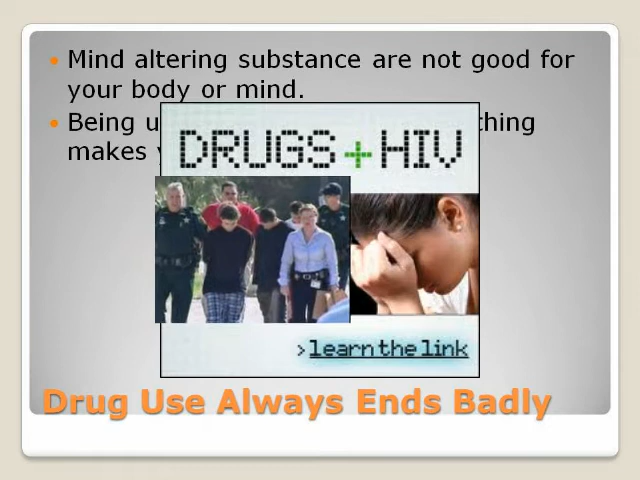 Mind altering substance are not good for
your body or mind.
Being
thing
makes
DRUGS+HIV
>learn the link
Drug Use Always Ends Badly